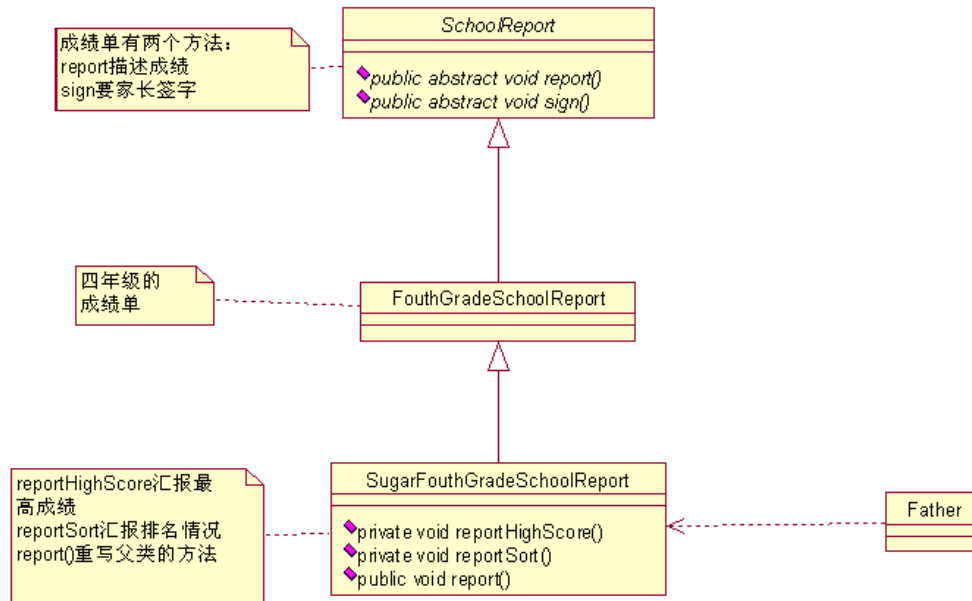 SchoolReport
成绩单有两个方法：
report描述成绩
sign要家长签字
public abstract void report()
public abstract void sign()
四年级的
成绩单
FouthGradeSchoolReport
SugarFouthGradeSchoolReport
reportHighScore汇报最
高成绩
reportSort汇报排名情况
report()重写父类的方法
private void reportHighScore()
private void reportSort()
public void report()
Father